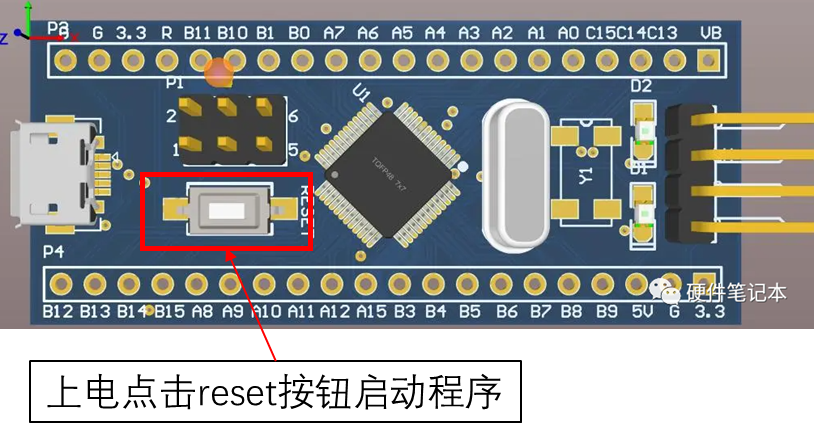 P3
G G 3.3 R B11 B10 B1 B0 A7 A6 A5 A4 A3 A2 A1 A0 C15C14C13 VB
Z
P1
U1
D2
2 6
1 5
TQFP48 7x7
Y1
D1
RESET
P4
硬件笔记本
B12 B13 B14 B15 A8 A9 A10 A11 A12 A15 B3 B4 B5 B6 B7 B8 B9 5V G 3.3
上电点击reset按钮启动程序